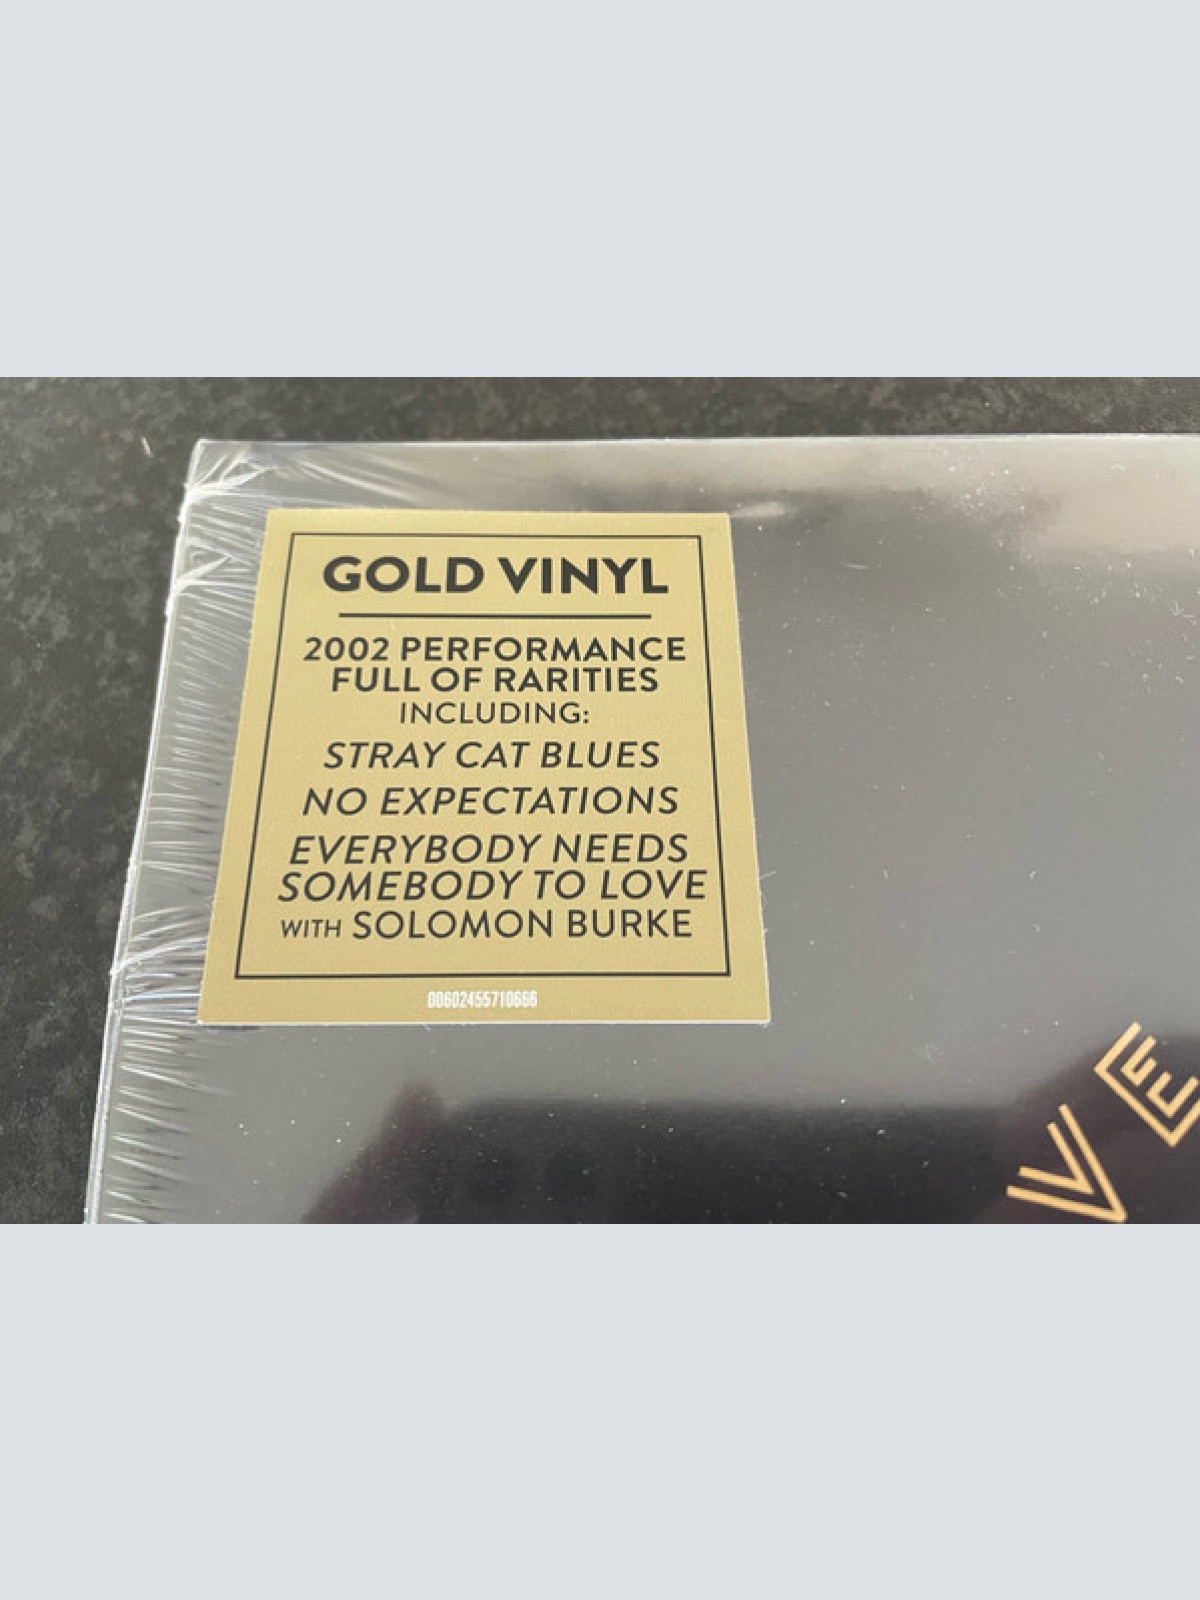 GOLD VINYL
2002 PERFORMANCE
FULL OF RARITIES
INCLUDING:
STRAY CAT BLUES
NO EXPECTATIONS
EVERYBODY NEEDS
SOMEBODY TO LOVE
WITH SOLOMON BURKE
00602455710666
VE